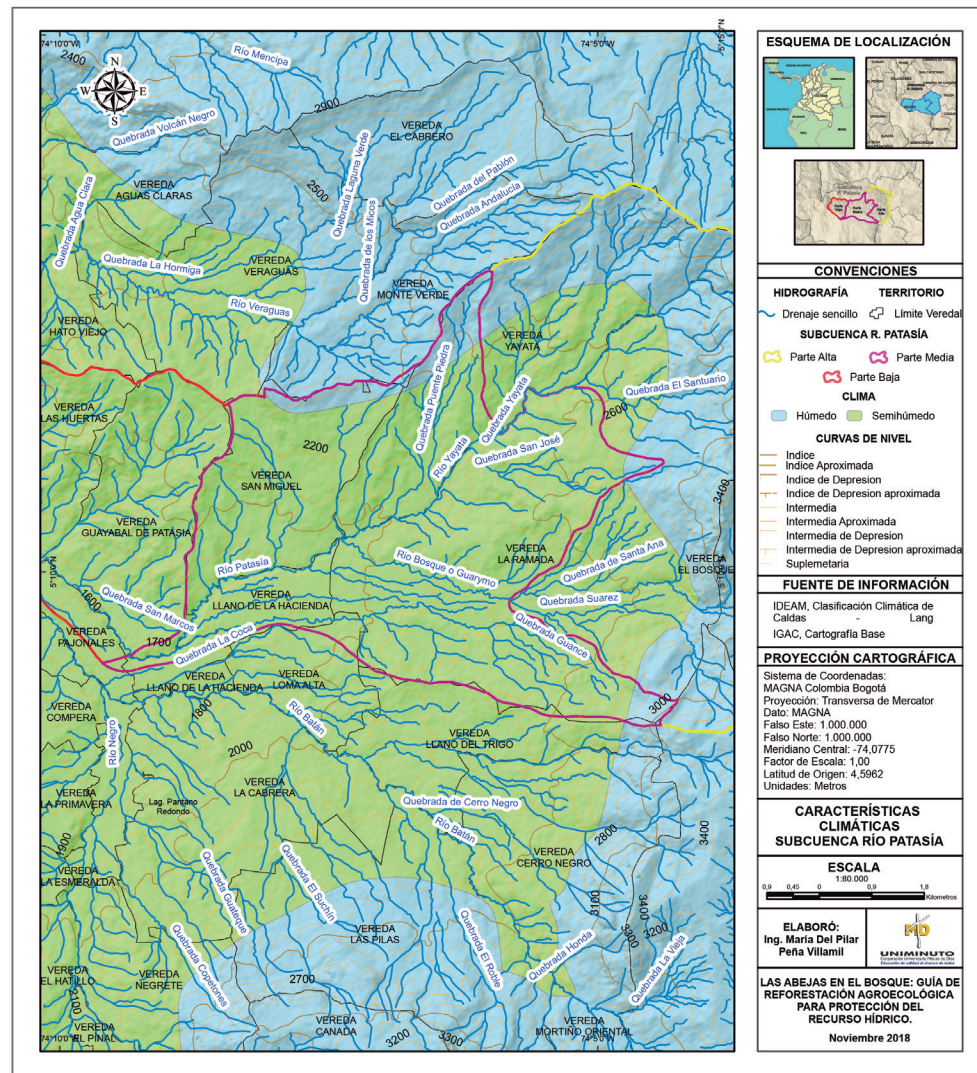 74°10'0"W
74°5'0"W
5°15'0"N
2400
Río Mencipa
N
W
E
S
2900
Quebrada Volcán Negro
VEREDA
EL CABRERO
Quebrada Laguna Verde
Quebrada del Pablón
2500
VEREDA
AGUAS CLARAS
Quebrada Andalucía
Quebrada Agua Clara
Quebrada de los Micos
Quebrada La Hormiga
VEREDA
VERAGUAS
VEREDA
MONTE VERDE
Río Veraguas
VEREDA
HATO VIEJO
VEREDA
YAYATA
Quebrada Puente Piedra
Quebrada El Santuario
VEREDA
LAS HUERTAS
Quebrada Yayata
2600
2200
Río Yayata
Quebrada San José
VEREDA
SAN MIGUEL
3400
VEREDA
GUAYABAL DE PATASIA
Río Bosque o Guarymo
VEREDA
LA RAMADA
Quebrada de Santa Ana
VEREDA
EL BOSQUE
Río Patasía
5°10'0"N
1600
Quebrada San Marcos
VEREDA
LLANO DE LA HACIENDA
Quebrada Suarez
VEREDA
PAJONALES
1700
Quebrada La Coca
Quebrada Guance
VEREDA
LLANO DE LA HACIENDA
VEREDA
LOMA ALTA
3000
VEREDA
COMPERA
1800
Río Batán
Río Negro
2000
VEREDA
LLANO DEL TRIGO
VEREDA
LA PRIMAVERA
VEREDA
LA CABRERA
Lag. Pantano
Redondo
Quebrada de Cerro Negro
Río Batán
2800
3400
1900
VEREDA
CERRO NEGRO
VEREDA
LA ESMERALDA
Quebrada Guateque
Quebrada El Suchín
3100
3400
3300
3200
VEREDA
LAS PILAS
Quebrada Copetones
Quebrada El Roble
Quebrada Honda
Quebrada La Vieja
VEREDA
EL HATILLO
VEREDA
NEGRETE
2700
2100
VEREDA
EL PINAL
VEREDA
CANADA
3200
3300
VEREDA
MORTIÑO ORIENTAL
74°10'0"W
74°5'0"W
ESQUEMA DE LOCALIZACIÓN
CONVENCIONES
HIDROGRAFÍA TERRITORIO
Drenaje sencillo Límite Veredal
SUBCUENCA R. PATASÍA
Parte Alta Parte Media
Parte Baja
CLIMA
Húmedo Semihúmedo
CURVAS DE NIVEL
Indice
Indice Aproximada
Indice de Depresion
Indice de Depresion aproximada
Intermedia
Intermedia Aproximada
Intermedia de Depresion
Intermedia de Depresion aproximada
Suplemetaria
FUENTE DE INFORMACIÓN
IDEAM, Clasificación Climática de
Caldas - Lang
IGAC, Cartografía Base
PROYECCIÓN CARTOGRÁFICA
Sistema de Coordenadas:
MAGNA Colombia Bogotá
Proyección: Transversa de Mercator
Dato: MAGNA
Falso Este: 1.000.000
Falso Norte: 1.000.000
Meridiano Central: -74,0775
Factor de Escala: 1,00
Latitud de Origen: 4,5962
Unidades: Metros
CARACTERÍSTICAS
CLIMÁTICAS
SUBCUENCA RÍO PATASÍA
ESCALA
1:80.000
0,9 0,45 0 0,9 1,8
Kilometros
ELABORÓ:
Ing. Maria Del Pilar
Peña Villamil
MD
UNIMINUTO
Corporación Universitaria Minuto de Dios
Educación de calidad al alcance de todos
LAS ABEJAS EN EL BOSQUE: GUÍA DE
REFORESTACIÓN AGROECOLÓGICA
PARA PROTECCIÓN DEL
RECURSO HÍDRICO.
Noviembre 2018